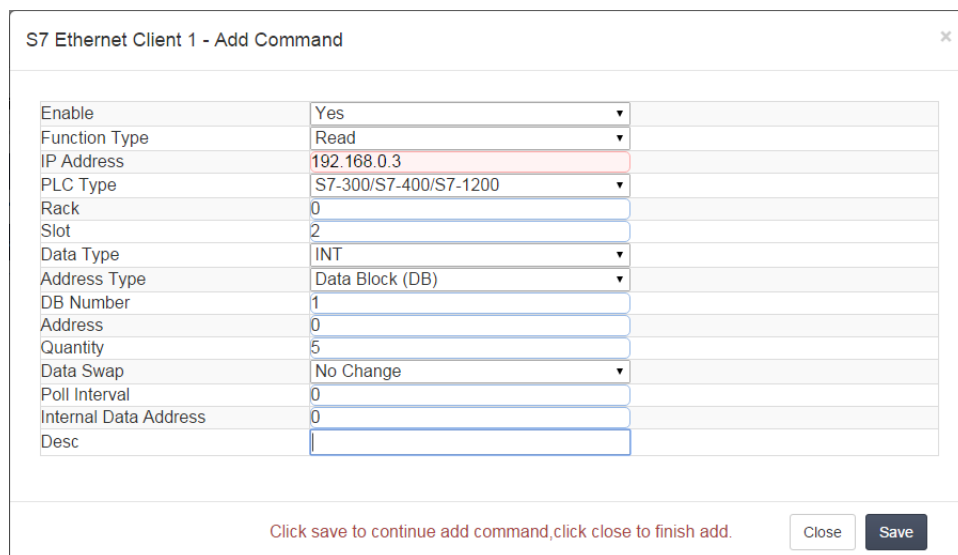 S7 Ethernet Client 1 - Add Command ×
Enable Yes
Function Type Read
IP Address 192.168.0.3
PLC Type S7-300/S7-400/S7-1200
Rack 0
Slot 2
Data Type INT
Address Type Data Block (DB)
DB Number 1
Address 0
Quantity 5
Data Swap No Change
Poll Interval 0
Internal Data Address 0
Desc
Click save to continue add command,click close to finish add. Close Save